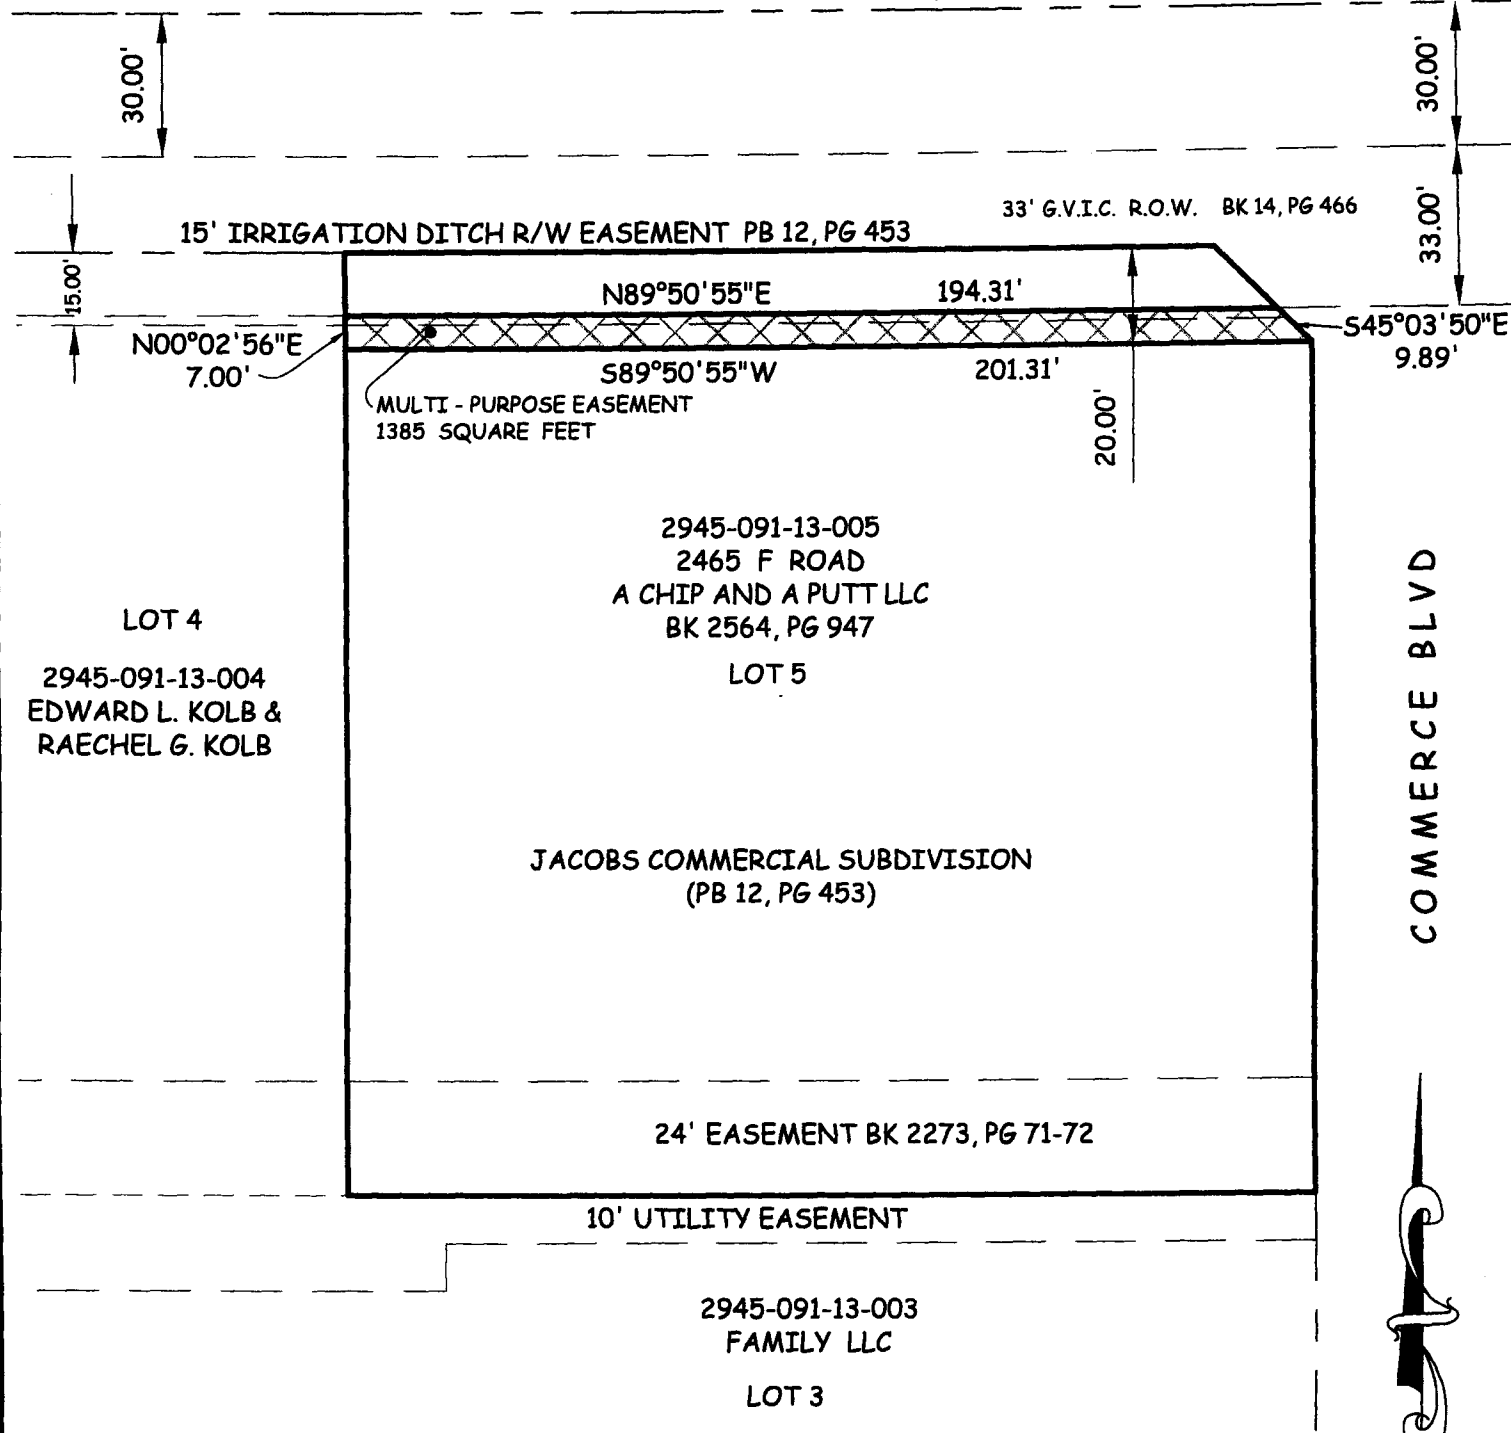 30.00'
30.00'
33' G.V.I.C. R.O.W. BK 14, PG 466
33.00'
15' IRRIGATION DITCH R/W EASEMENT PB 12, PG 453
15.00'
N89°50'55"E 194.31'
N00°02'56"E
7.00'
S45°03'50"E
9.89'
S89°50'55"W 201.31'
MULTI - PURPOSE EASEMENT
1385 SQUARE FEET
20.00'
2945-091-13-005
2465 F ROAD
A CHIP AND A PUTT LLC
BK 2564, PG 947
LOT 5
LOT 4
2945-091-13-004
EDWARD L. KOLB &
RAECHEL G. KOLB
COMMERCE BLVD
JACOBS COMMERCIAL SUBDIVISION
(PB 12, PG 453)
24' EASEMENT BK 2273, PG 71-72
10' UTILITY EASEMENT
2945-091-13-003
FAMILY LLC
LOT 3